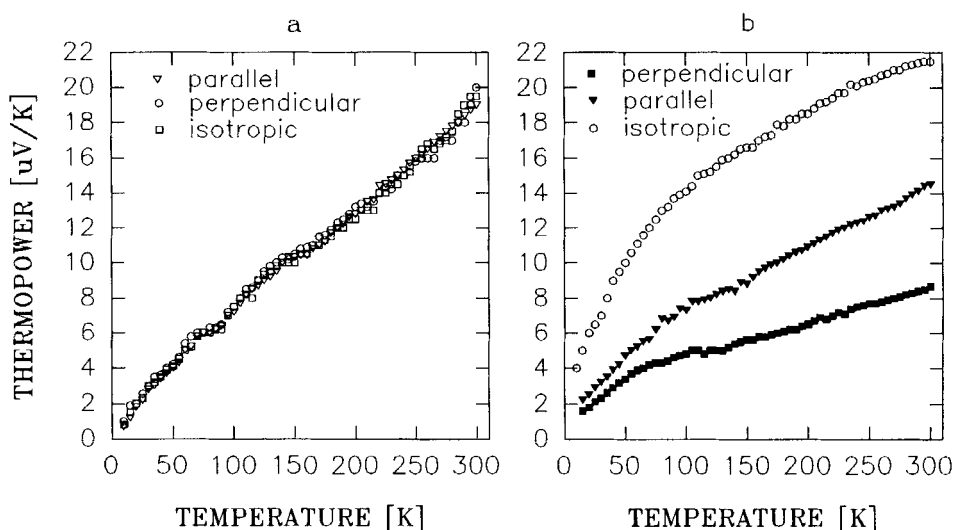 a
THERMOPOWER [uV/K]
22
20
18
16
14
12
10
8
6
4
2
0
parallel
perpendicular
isotropic
0 50 100 150 200 250 300
TEMPERATURE [K]
b
22
20
18
16
14
12
10
8
6
4
2
0
perpendicular
parallel
isotropic
0 50 100 150 200 250 300
TEMPERATURE [K]